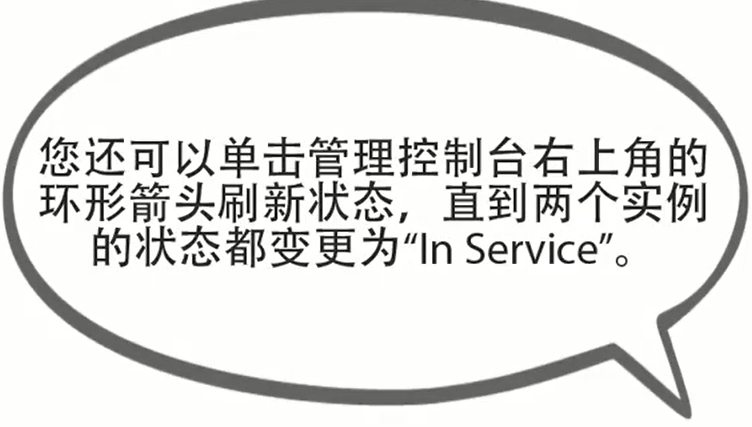 您还可以单击管理控制台右上角的
环形箭头刷新状态，直到两个实例
的状态都变更为“In Service”。